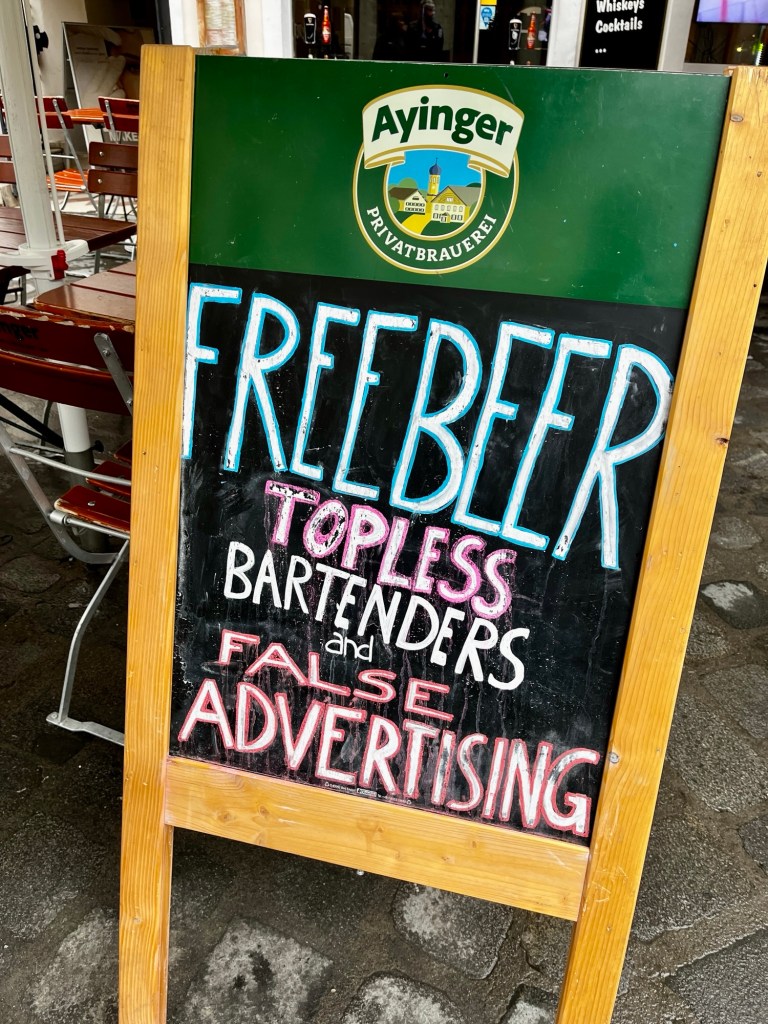 Whiskeys
Cocktails
...
Ayinger
PRIVATBRAUEREI
FREE BEER
TOPLESS
BARTENDERS
and
FALSE
ADVERTISING